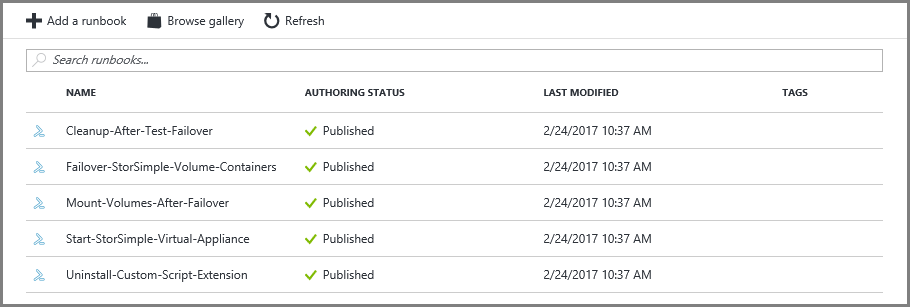 Add a runbook Browse gallery Refresh
Search runbooks...
NAME AUTHORING STATUS LAST MODIFIED TAGS
Cleanup-After-Test-Failover Published 2/24/2017 10:37 AM
Failover-StorSimple-Volume-Containers Published 2/24/2017 10:37 AM
Mount-Volumes-After-Failover Published 2/24/2017 10:37 AM
Start-StorSimple-Virtual-Appliance Published 2/24/2017 10:37 AM
Uninstall-Custom-Script-Extension Published 2/24/2017 10:37 AM